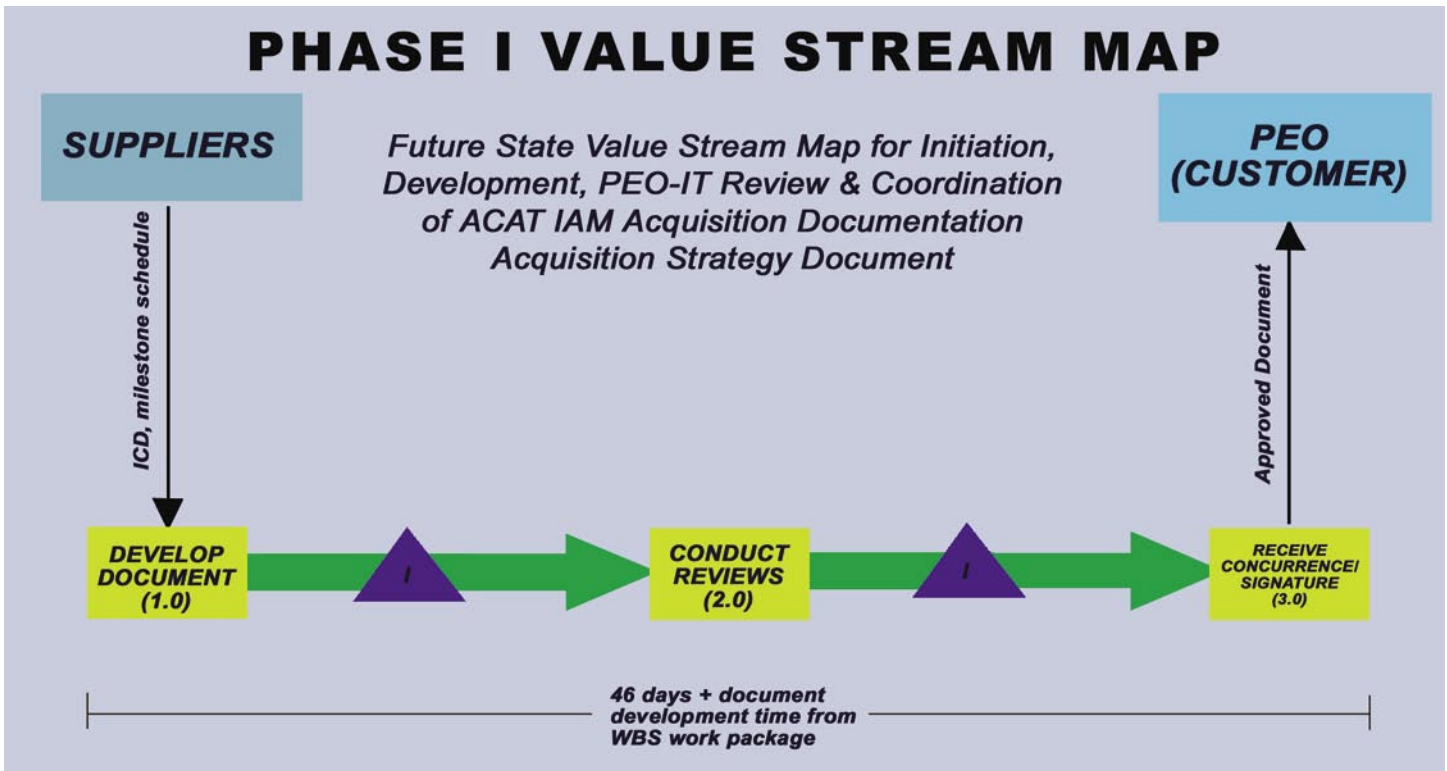 PHASE I VALUE STREAM MAP
SUPPLIERS
Future State Value Stream Map for Initiation,
Development, PEO-IT Review & Coordination
of ACAT IAM Acquisition Documentation
Acquisition Strategy Document
PEO
(CUSTOMER)
ICD, milestone schedule
Approved Document
DEVELOP
DOCUMENT
(1.0)
I
CONDUCT
REVIEWS
(2.0)
I
RECEIVE
CONCURRENCE/
SIGNATURE
(3.0)
46 days + document
development time from
WBS work package